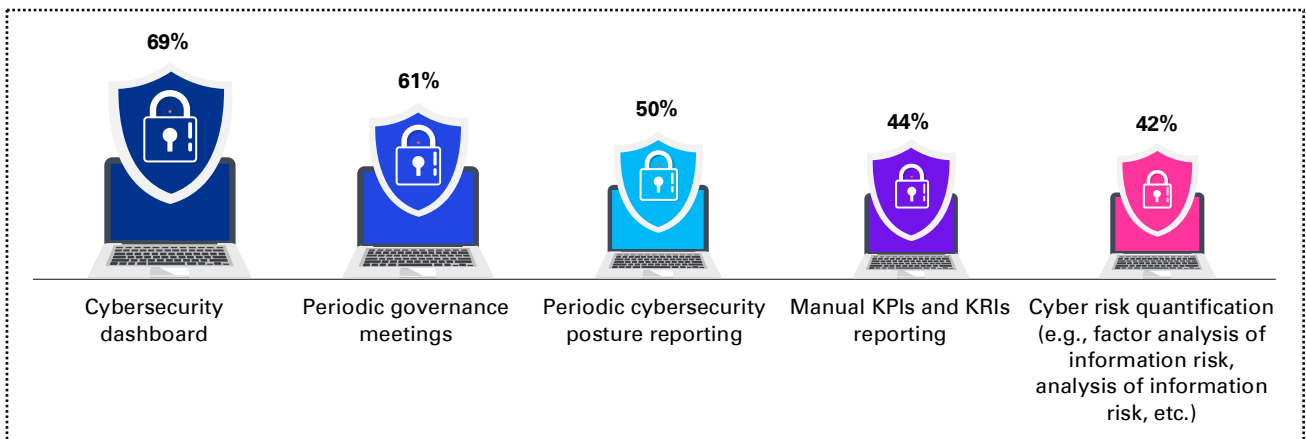 69%
61%
50%
44%
42%
Cybersecurity
dashboard
Periodic governance
meetings
Periodic cybersecurity
posture reporting
Manual KPIs and KRIs
reporting
Cyber risk quantification
(e.g., factor analysis of
information risk,
analysis of information
risk, etc.)